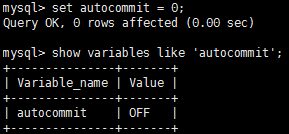 mysql> set autocommit = 0;
Query OK, 0 rows affected (0.00 sec)
mysql> show variables like 'autocommit';
+---------------+-------+
| Variable_name | Value |
+---------------+-------+
| autocommit    | OFF   |
+---------------+-------+